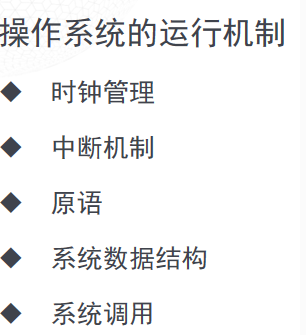 操作系统的运行机制
◆ 时钟管理
◆ 中断机制
◆ 原语
◆ 系统数据结构
◆ 系统调用